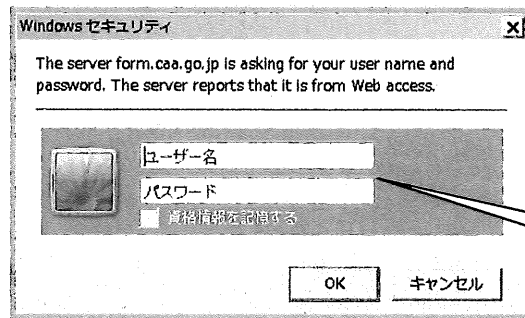 Windows セキュリティ
The server form.caa.go.jp is asking for your user name and
password. The server reports that it is from Web access.
ユーザー名
パスワード
資格情報を記憶する
OK
キャンセル